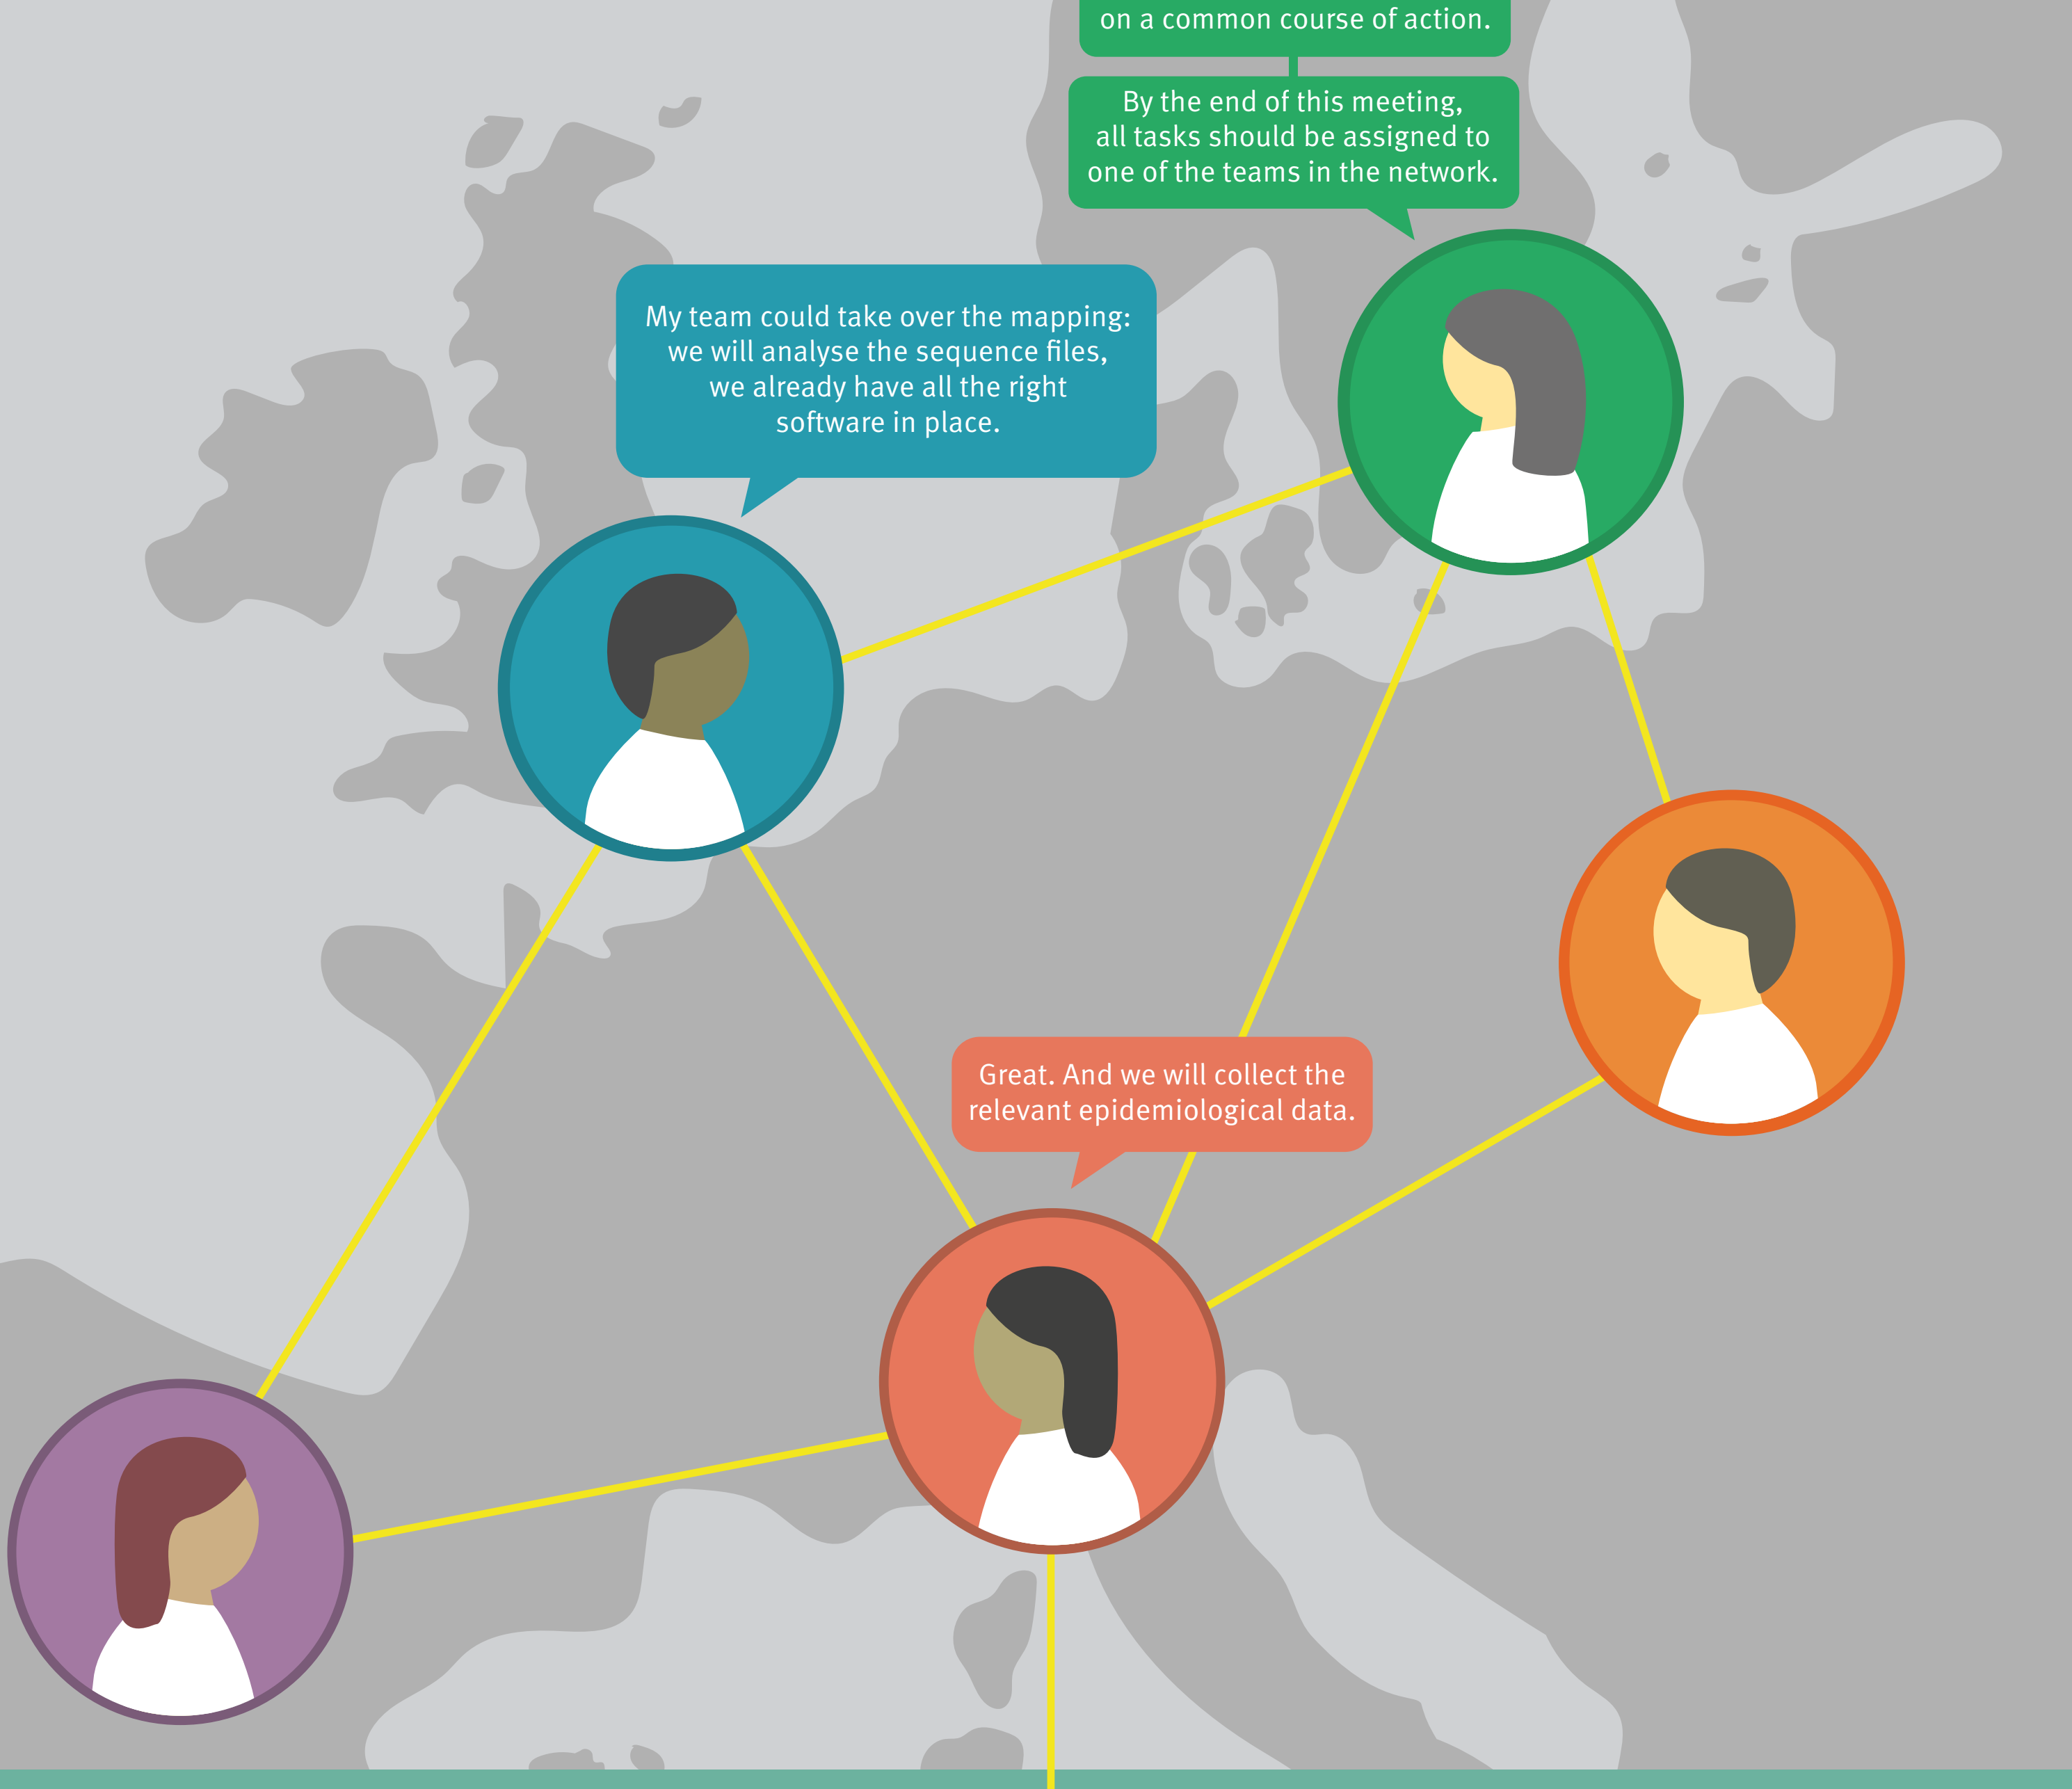 on a common course of action.
By the end of this meeting,
all tasks should be assigned to
one of the teams in the network.
My team could take over the mapping:
we will analyse the sequence files,
we already have all the right
software in place.
Great. And we will collect the
relevant epidemiological data.